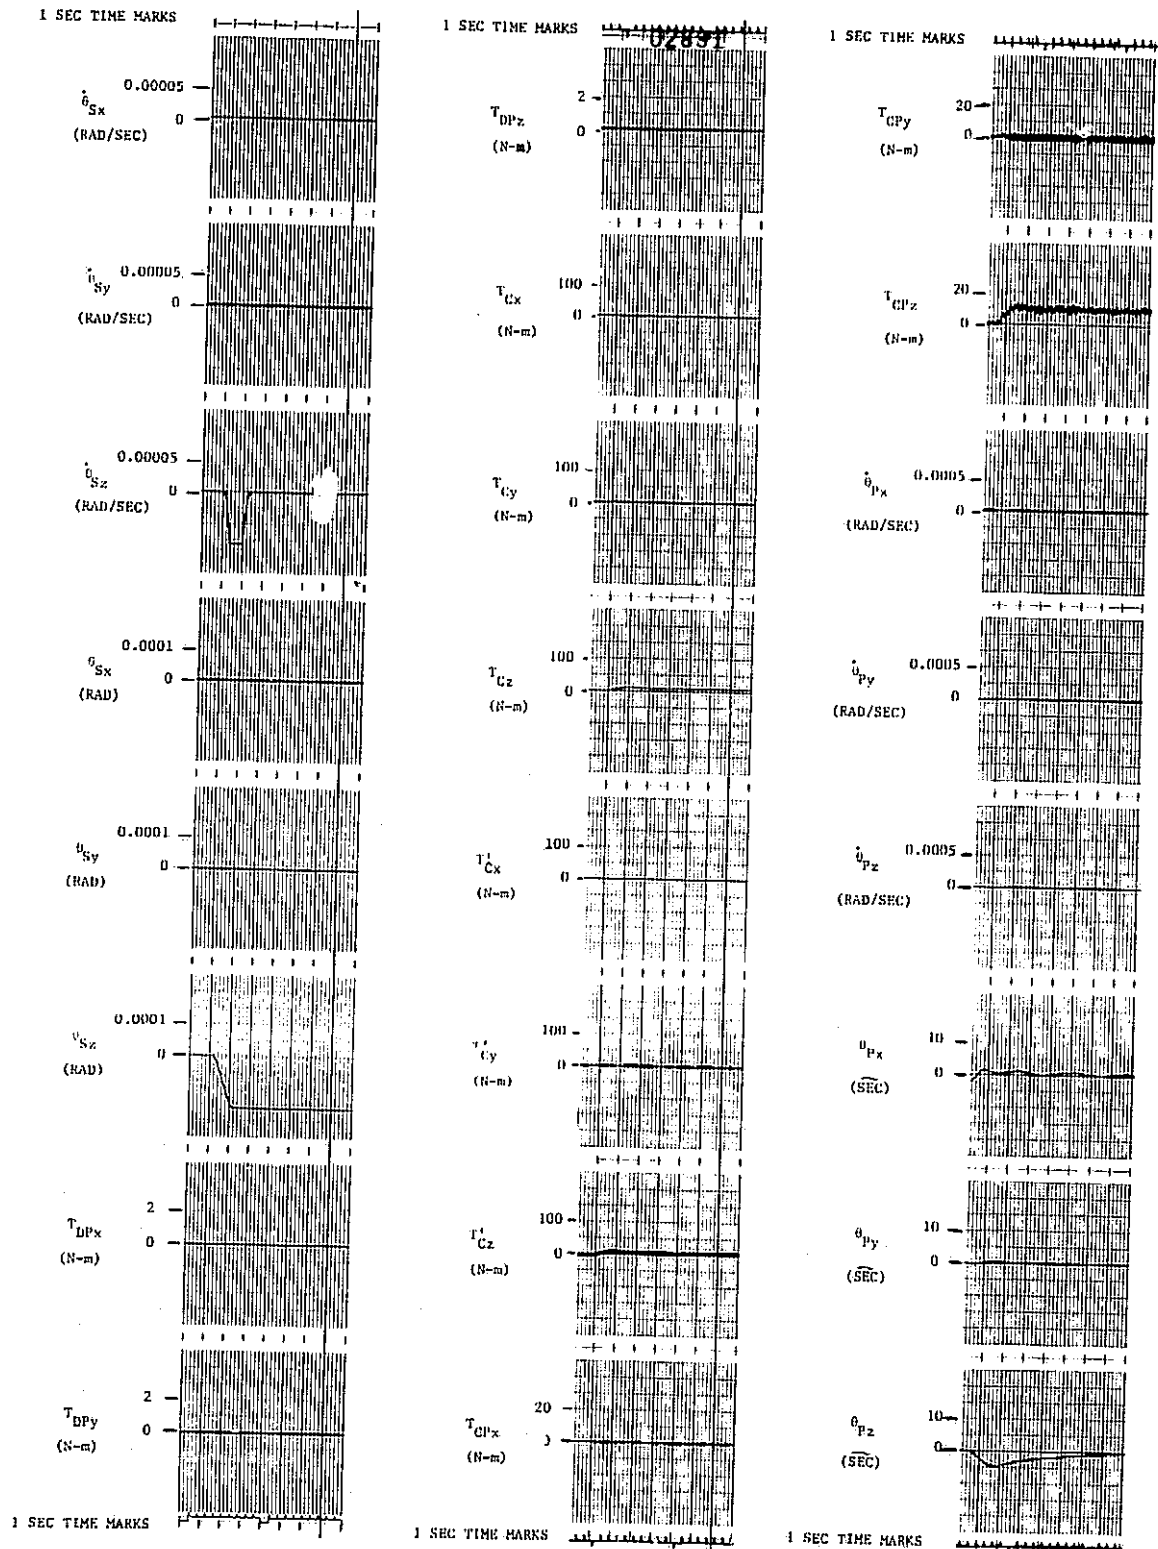 1 SEC TIME MARKS
θ̇Sx
(RAD/SEC)
0.00005
0
θ̇Sy
(RAD/SEC)
0.00005
0
θ̇Sz
(RAD/SEC)
0.00005
0
θSx
(RAD)
0.0001
0
θSy
(RAD)
0.0001
0
θSz
(RAD)
0.0001
0
TDPx
(N-m)
2
0
TDPy
(N-m)
2
0
1 SEC TIME MARKS
1 SEC TIME MARKS
TDPz
(N-m)
2
0
TCx
(N-m)
100
0
TCy
(N-m)
100
0
TCz
(N-m)
100
0
T'Cx
(N-m)
100
0
T'Cy
(N-m)
100
0
T'Cz
(N-m)
100
0
TCPx
(N-m)
20
1 SEC TIME MARKS
1 SEC TIME MARKS
TCPy
(N-m)
20
0
TCPz
(N-m)
20
0
θ̇Px
(RAD/SEC)
0.0005
0
θ̇Py
(RAD/SEC)
0.0005
0
θ̇Pz
(RAD/SEC)
0.0005
0
θPx
(SEC)
10
0
θPy
(SEC)
10
0
θPz
(SEC)
10
0
1 SEC TIME MARKS